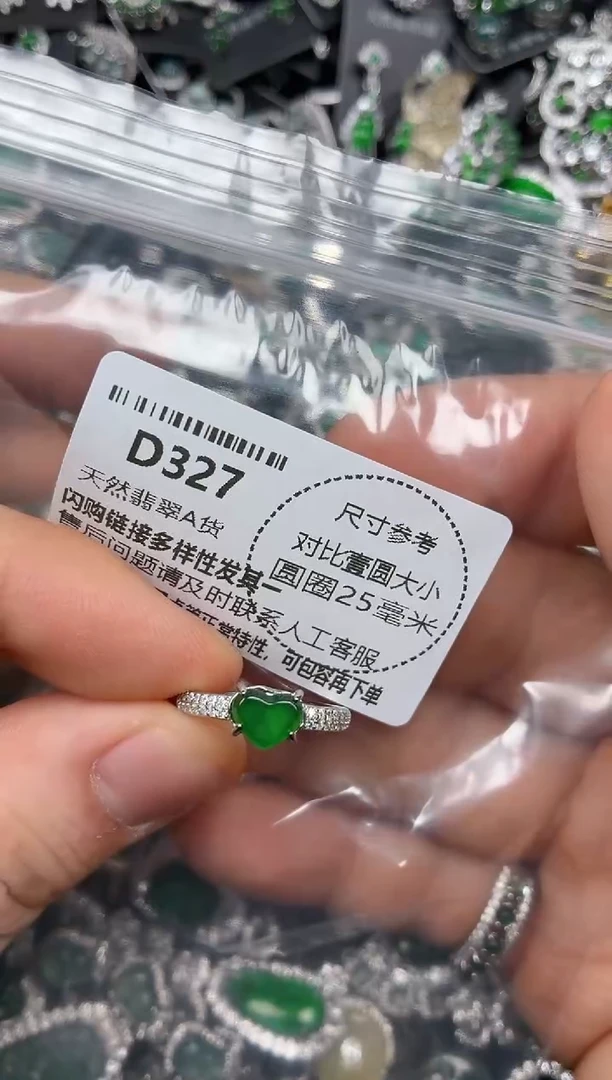 D327
天然翡翠A货
闪购链接多样性发其一
售后问题请及时联系人工客服
正常特性，可包容再下单
尺寸参考
对比壹圆大小
圆圈25毫米